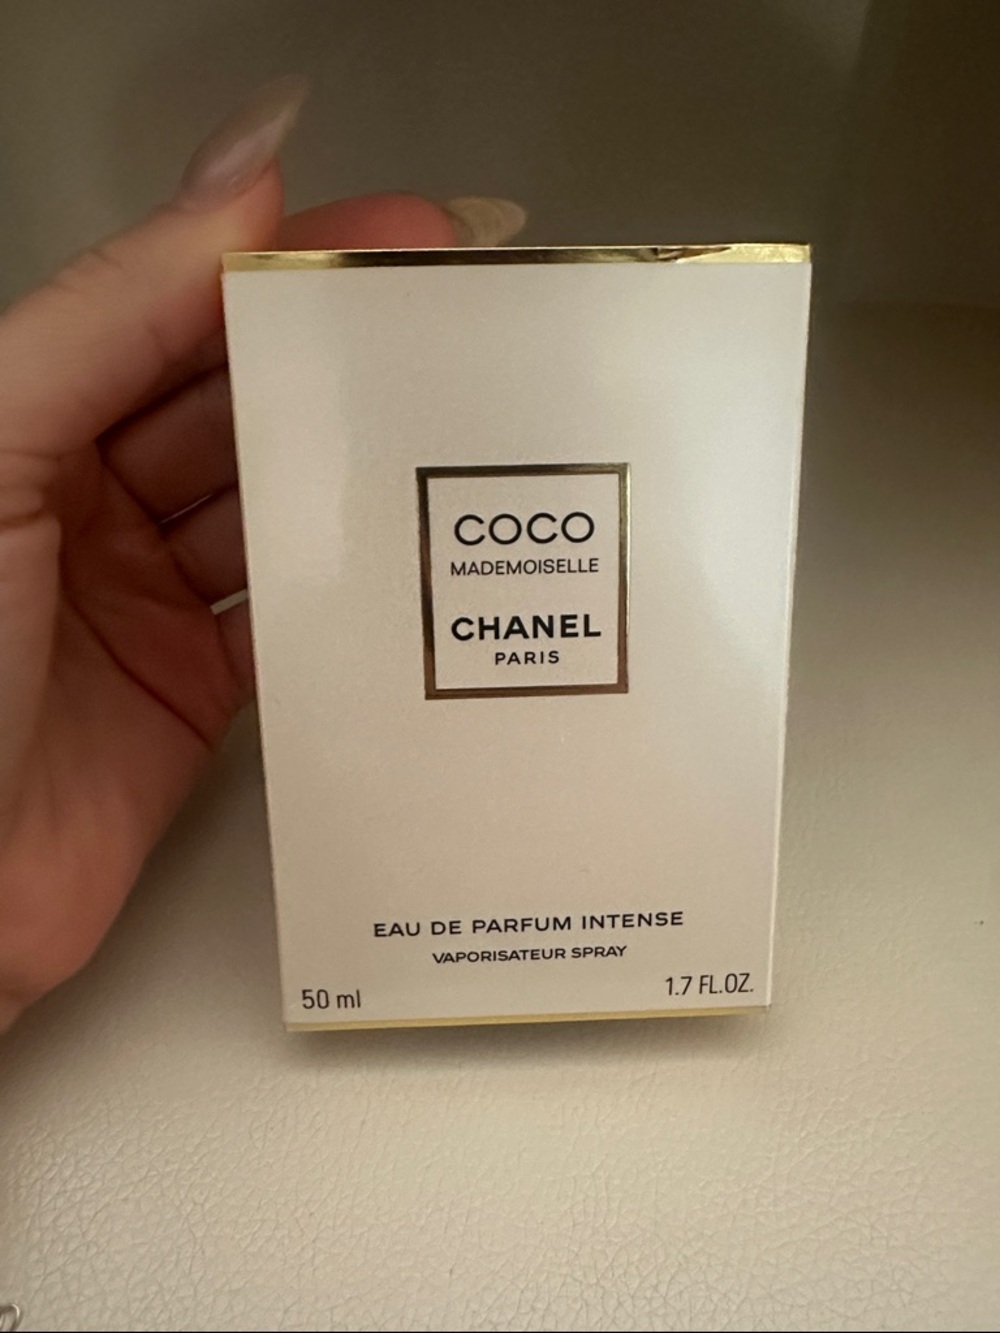 COCO
MADEMOISELLE
CHANEL
PARIS
EAU DE PARFUM INTENSE
VAPORISATEUR SPRAY
50 ml
1.7 FL.OZ.